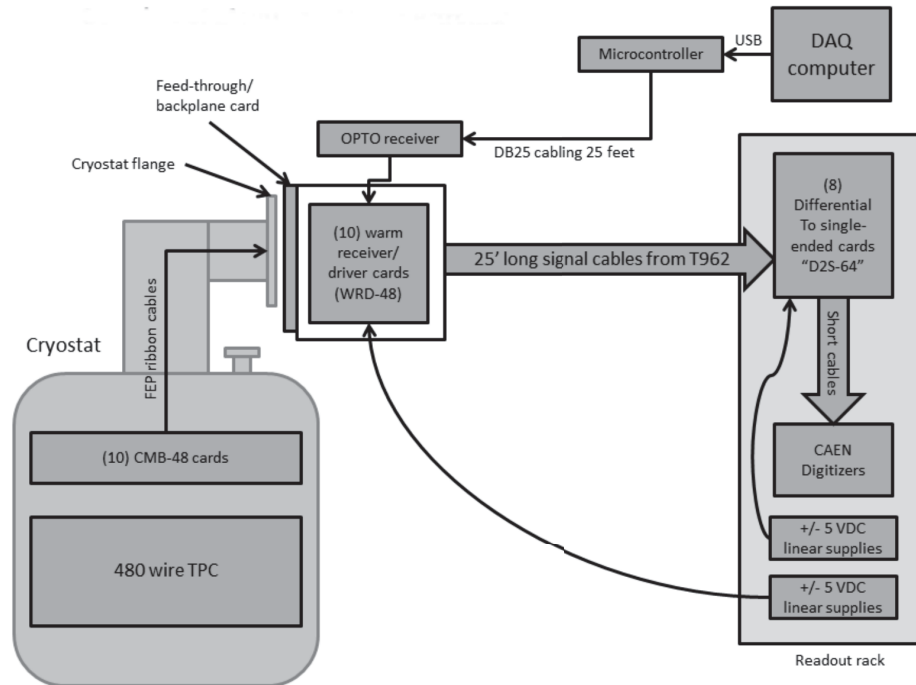 DAQ
computer
USB
Microcontroller
Feed-through/
backplane card
OPTO receiver
DB25 cabling 25 feet
Cryostat flange
(10) warm
receiver/
driver cards
(WRD-48)
25' long signal cables from T962
(8)
Differential
To single-
ended cards
"D2S-64"
Short cables
FEP ribbon cables
Cryostat
(10) CMB-48 cards
CAEN
Digitizers
480 wire TPC
+/- 5 VDC
linear supplies
+/- 5 VDC
linear supplies
Readout rack